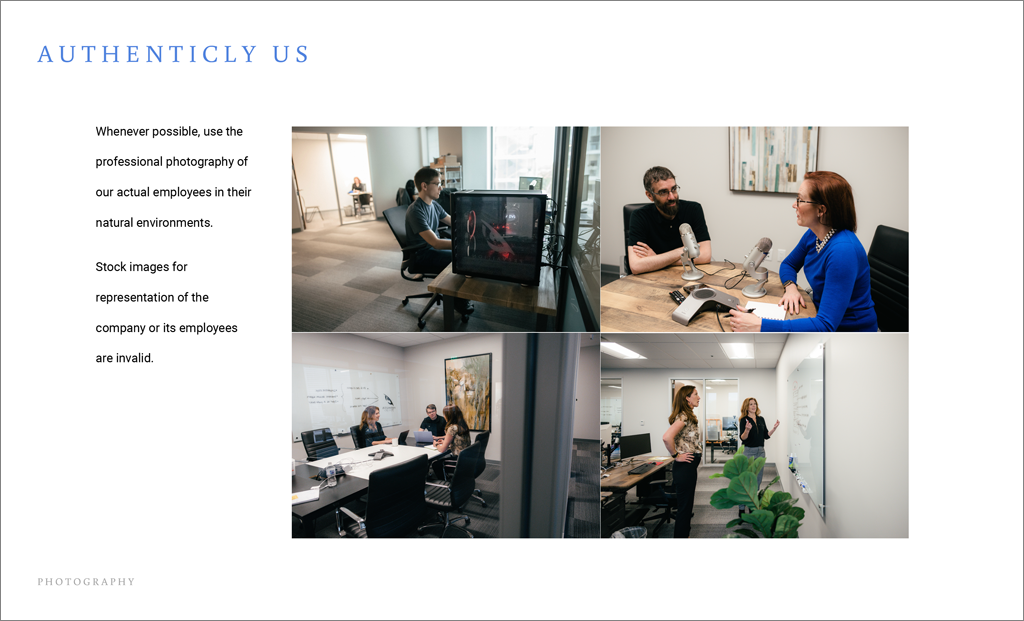 AUTHENTICLY US
Whenever possible, use the
professional photography of
our actual employees in their
natural environments.
Stock images for
representation of the
company or its employees
are invalid.
PHOTOGRAPHY